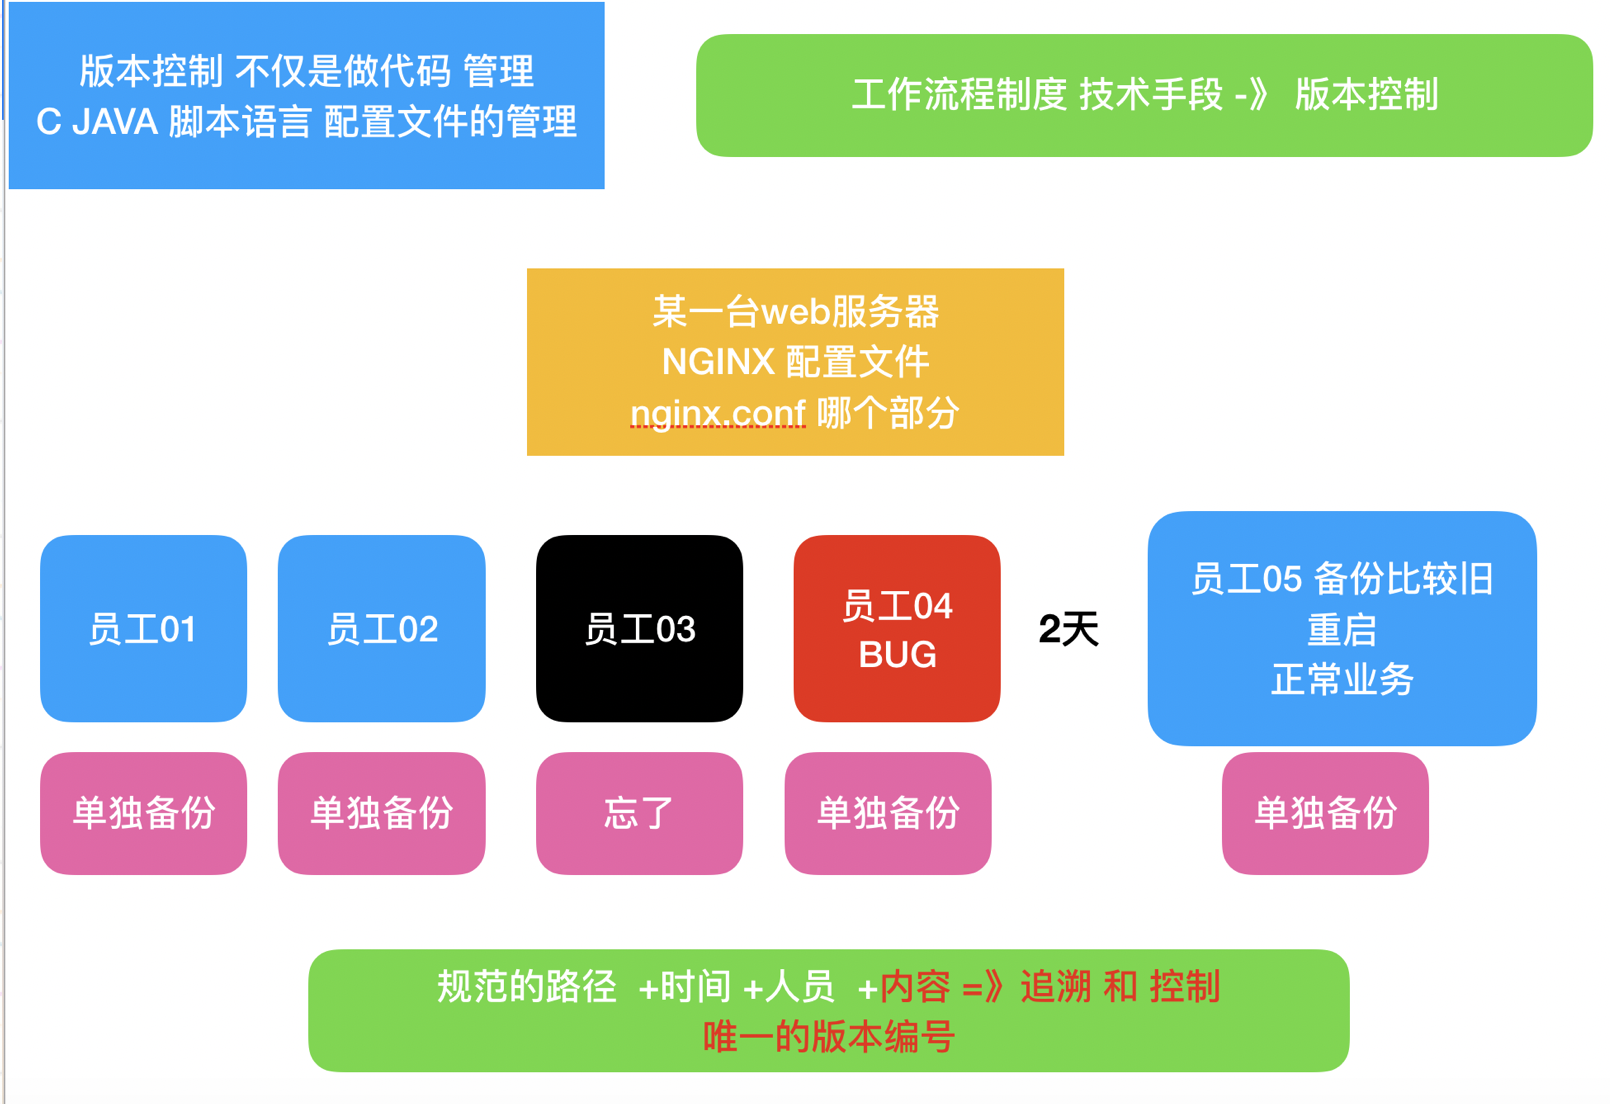 版本控制 不仅是做代码 管理
C JAVA 脚本语言 配置文件的管理
工作流程制度 技术手段 -》 版本控制
某一台web服务器
NGINX 配置文件
nginx.conf 哪个部分
员工01
员工02
员工03
员工04
BUG
2天
员工05 备份比较旧
重启
正常业务
单独备份
单独备份
忘了
单独备份
单独备份
规范的路径 +时间 +人员 +内容 =》追溯 和 控制
唯一的版本编号